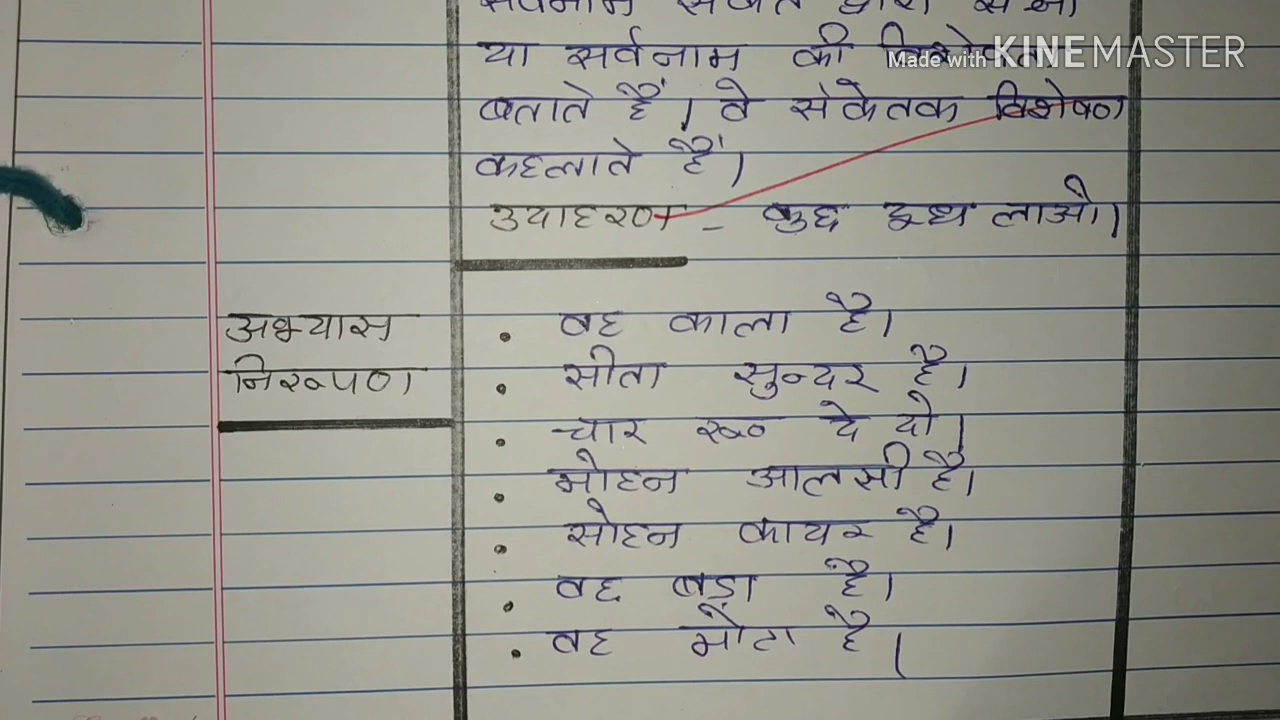 या सर्वनाम की
Made with KINEMASTER
बताते हैं। वे संकेतक विशेषण
कहलाते हैं।
उदाहरण - कुछ दूध लाओ।
अभ्यास
निरूपण
• वह काला है।
• सीता सुन्दर है।
• चार रू० दे दो।
• मोहन आलसी है।
• सोहन कायर है।
• वह बड़ा है।
• वह मोटा है।